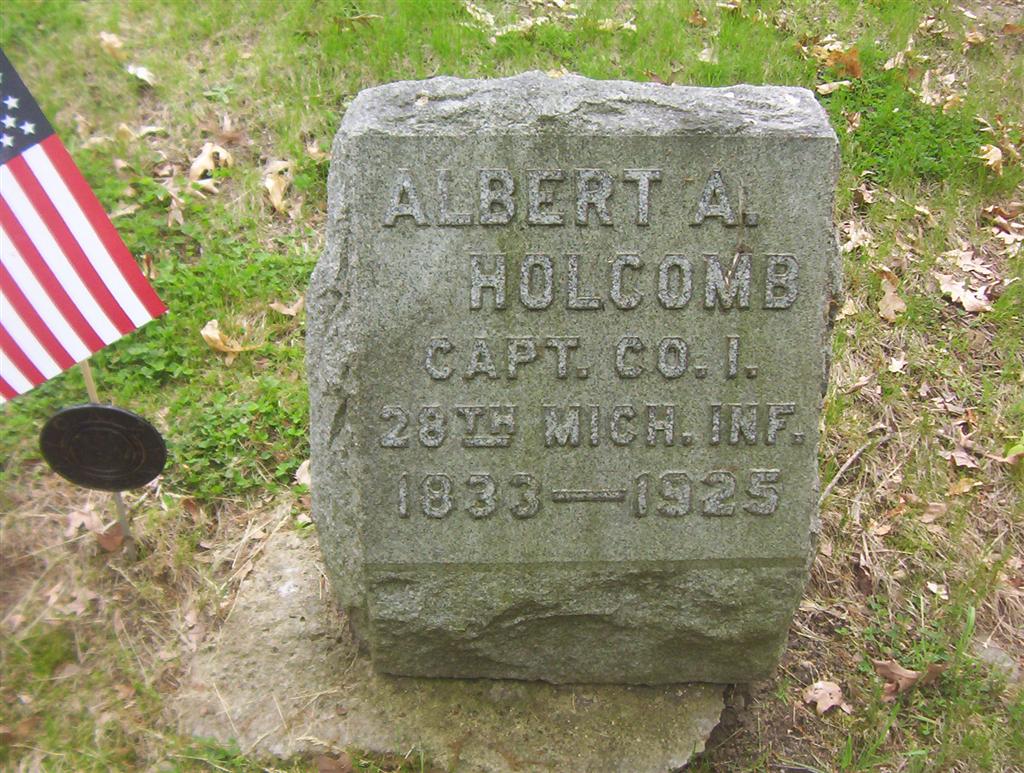 ALBERT A.
HOLCOMB
CAPT. CO. I.
28TH MICH. INF.
1833—1925